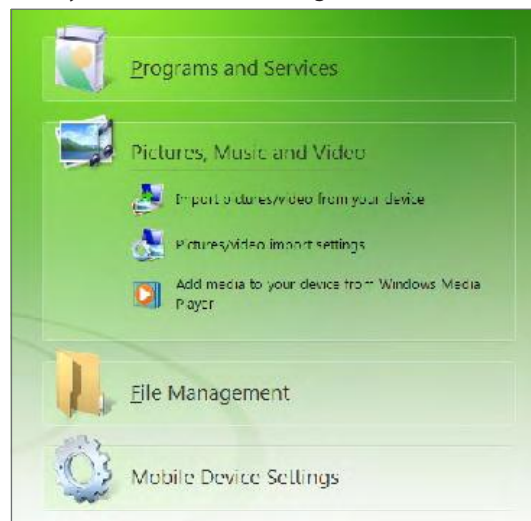 Programs and Services
Pictures, Music and Video
Import pictures/video from your device
Pictures/video import settings
Add media to your device from Windows Media
Player
File Management
Mobile Device Settings